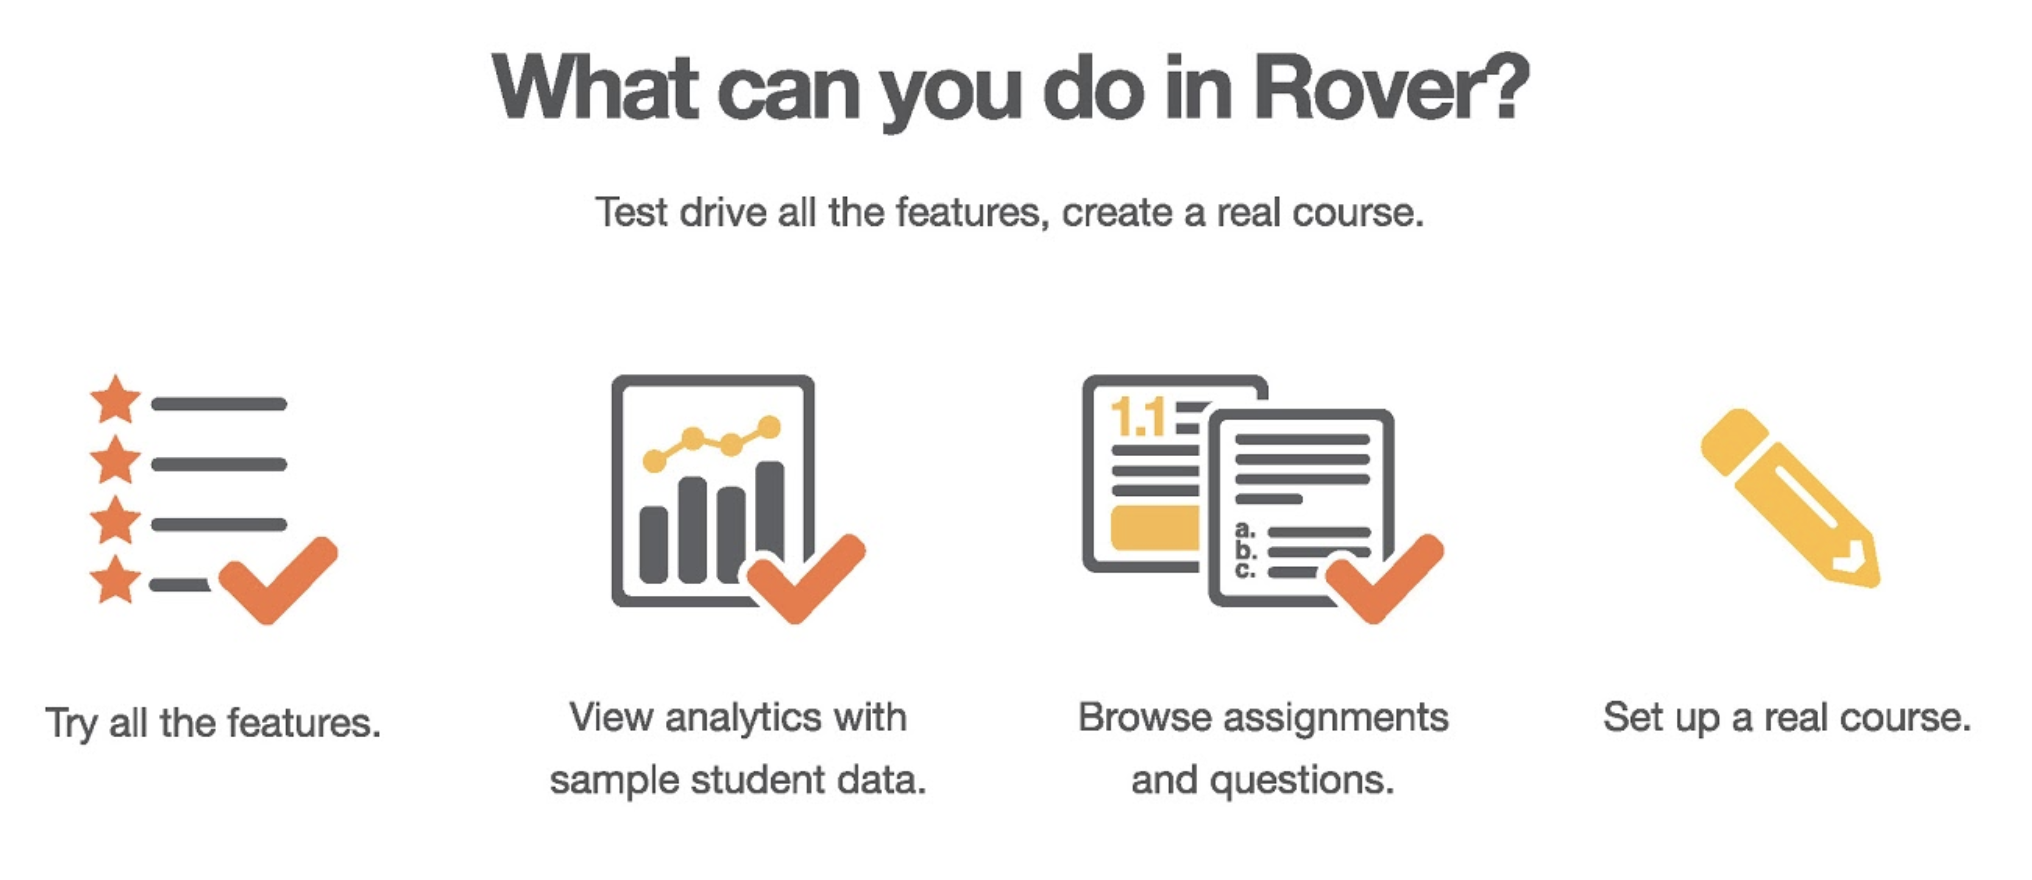 What can you do in Rover?
Test drive all the features, create a real course.
1.1
a.
b.
c.
Try all the features.
View analytics with
sample student data.
Browse assignments
and questions.
Set up a real course.